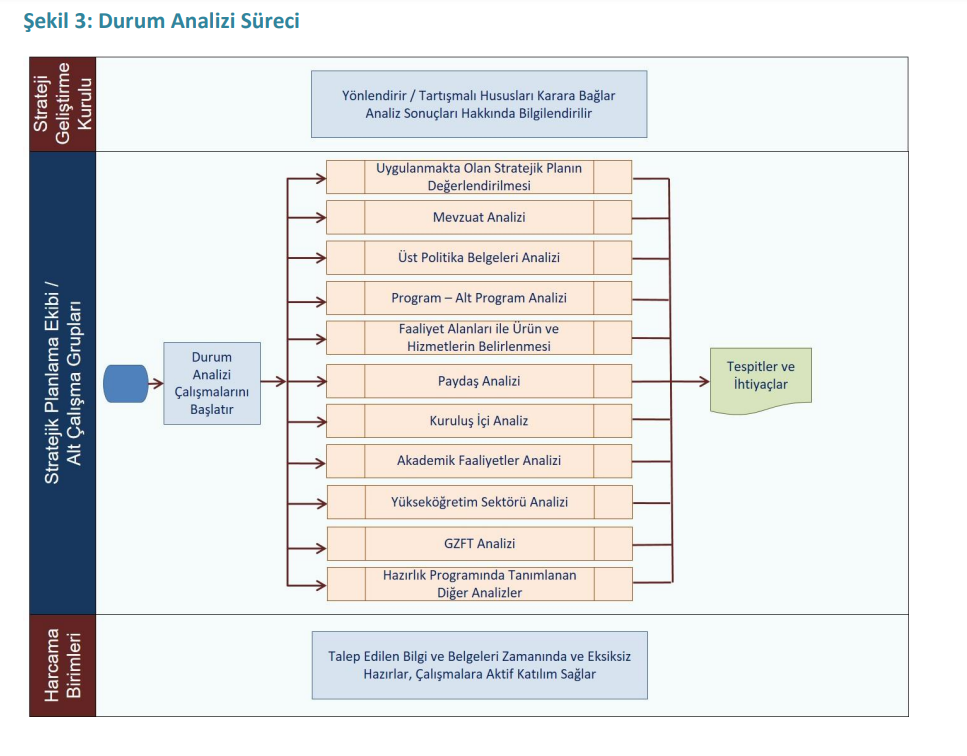 Şekil 3: Durum Analizi Süreci
Strateji
Geliştirme
Kurulu
Yönlendirir / Tartışmalı Hususları Karara Bağlar
Analiz Sonuçları Hakkında Bilgilendirilir
Stratejik Planlama Ekibi /
Alt Çalışma Grupları
Durum
Analizi
Çalışmalarını
Başlatır
Uygulanmakta Olan Stratejik Planın
Değerlendirilmesi
Mevzuat Analizi
Üst Politika Belgeleri Analizi
Program – Alt Program Analizi
Faaliyet Alanları ile Ürün ve
Hizmetlerin Belirlenmesi
Paydaş Analizi
Kuruluş İçi Analiz
Akademik Faaliyetler Analizi
Yükseköğretim Sektörü Analizi
GZFT Analizi
Hazırlık Programında Tanımlanan
Diğer Analizler
Tespitler ve
İhtiyaçlar
Harcama
Birimleri
Talep Edilen Bilgi ve Belgeleri Zamanında ve Eksiksiz
Hazırlar, Çalışmalara Aktif Katılım Sağlar